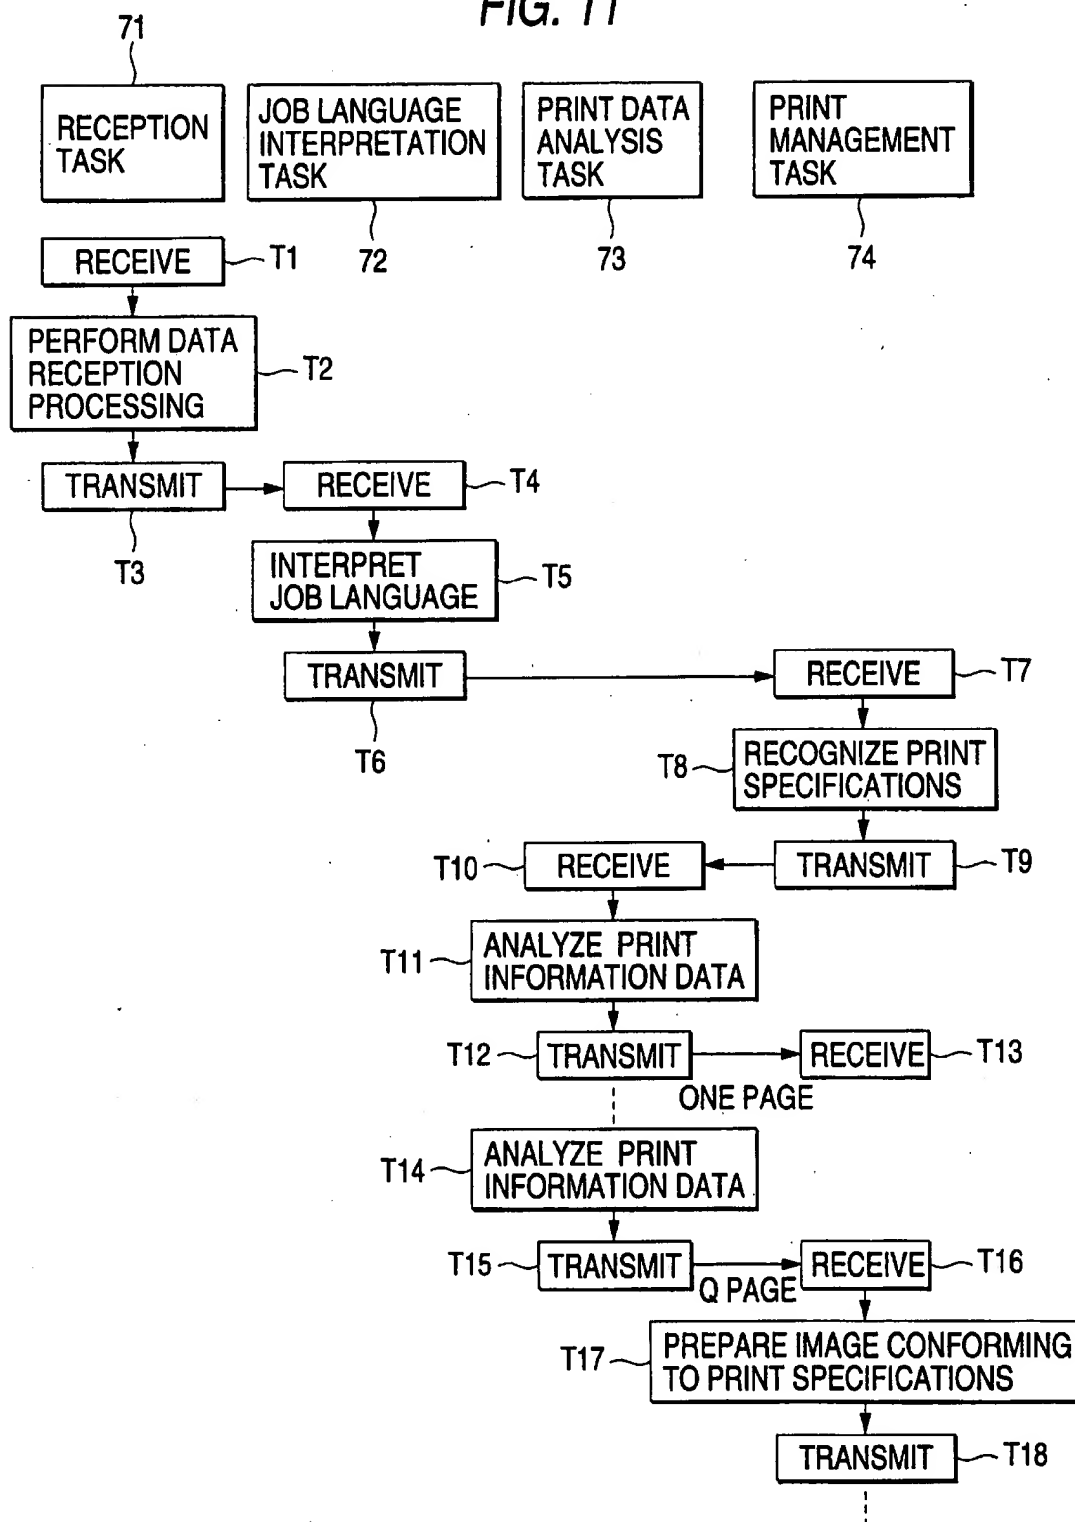 FIG. 11
71
RECEPTION
TASK
JOB LANGUAGE
INTERPRETATION
TASK
PRINT DATA
ANALYSIS
TASK
PRINT
MANAGEMENT
TASK
72
73
74
RECEIVE
T1
PERFORM DATA
RECEPTION
PROCESSING
T2
TRANSMIT
T3
RECEIVE
T4
INTERPRET
JOB LANGUAGE
T5
TRANSMIT
T6
RECEIVE
T7
T8
RECOGNIZE PRINT
SPECIFICATIONS
TRANSMIT
T9
T10
RECEIVE
T11
ANALYZE PRINT
INFORMATION DATA
T12
TRANSMIT
ONE PAGE
RECEIVE
T13
T14
ANALYZE PRINT
INFORMATION DATA
T15
TRANSMIT
Q PAGE
RECEIVE
T16
T17
PREPARE IMAGE CONFORMING
TO PRINT SPECIFICATIONS
TRANSMIT
T18